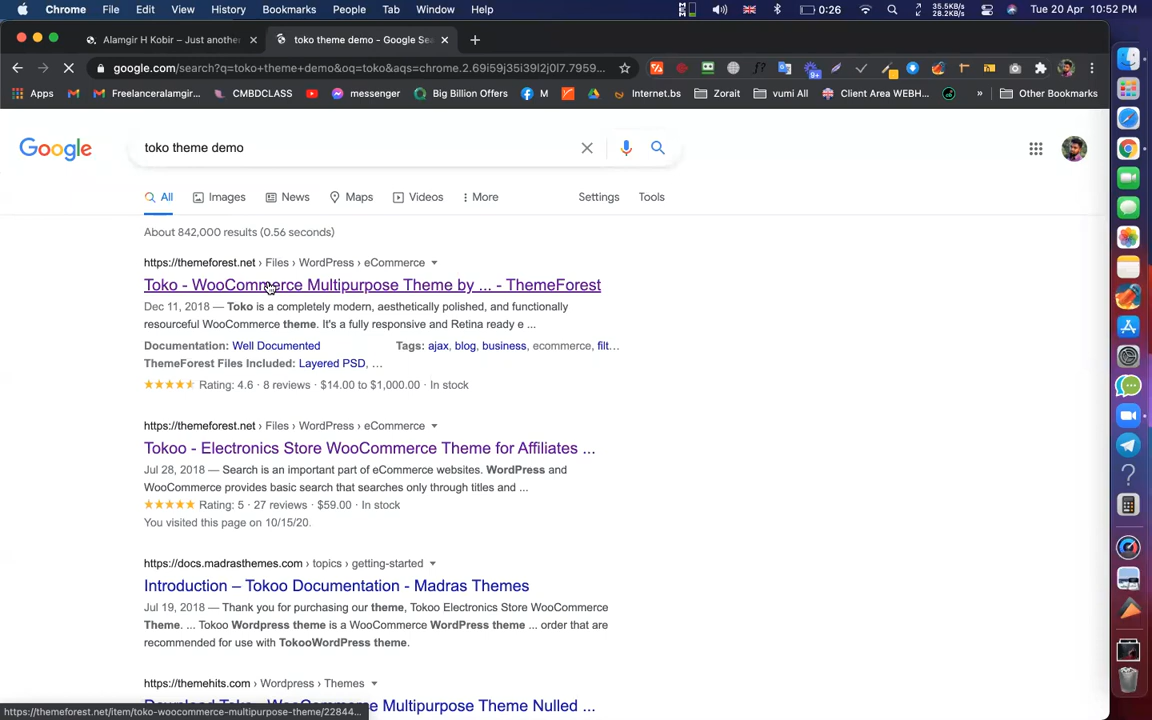 Chrome File Edit View History Bookmarks People Tab Window Help 0:26 35.5KB/s 28.2KB/s Tue 20 Apr 10:52 PM
Alamgir H Kobir – Just another toko theme demo - Google Sea
google.com/search?q=toko+theme+demo&oq=toko&aqs=chrome.2.69i59j35i39l2j0l7.7959...
Apps Freelanceralamgir... CMBDCLASS messenger Big Billion Offers M Internet.bs Zorait vumi All Client Area WEBH... » Other Bookmarks
Google toko theme demo
All Images News Maps Videos More Settings Tools
About 842,000 results (0.56 seconds)
https://themeforest.net › Files › WordPress › eCommerce
Toko - WooCommerce Multipurpose Theme by ... - ThemeForest
Dec 11, 2018 — Toko is a completely modern, aesthetically polished, and functionally
resourceful WooCommerce theme. It's a fully responsive and Retina ready e ...
Documentation: Well Documented Tags: ajax, blog, business, ecommerce, filt...
ThemeForest Files Included: Layered PSD, ...
Rating: 4.6 · 8 reviews · $14.00 to $1,000.00 · In stock
https://themeforest.net › Files › WordPress › eCommerce
Tokoo - Electronics Store WooCommerce Theme for Affiliates ...
Jul 28, 2018 — Search is an important part of eCommerce websites. WordPress and
WooCommerce provides basic search that searches only through titles and ...
Rating: 5 · 27 reviews · $59.00 · In stock
You visited this page on 10/15/20.
https://docs.madrasthemes.com › topics › getting-started
Introduction – Tokoo Documentation - Madras Themes
Jul 19, 2018 — Thank you for purchasing our theme, Tokoo Electronics Store WooCommerce
Theme. ... Tokoo Wordpress theme is a WooCommerce WordPress theme ... order that are
recommended for use with TokooWordPress theme.
https://themehits.com › Wordpress › Themes
Download Toko - WooCommerce Multipurpose Theme Nulled ...
https://themeforest.net/item/toko-woocommerce-multipurpose-theme/22844...